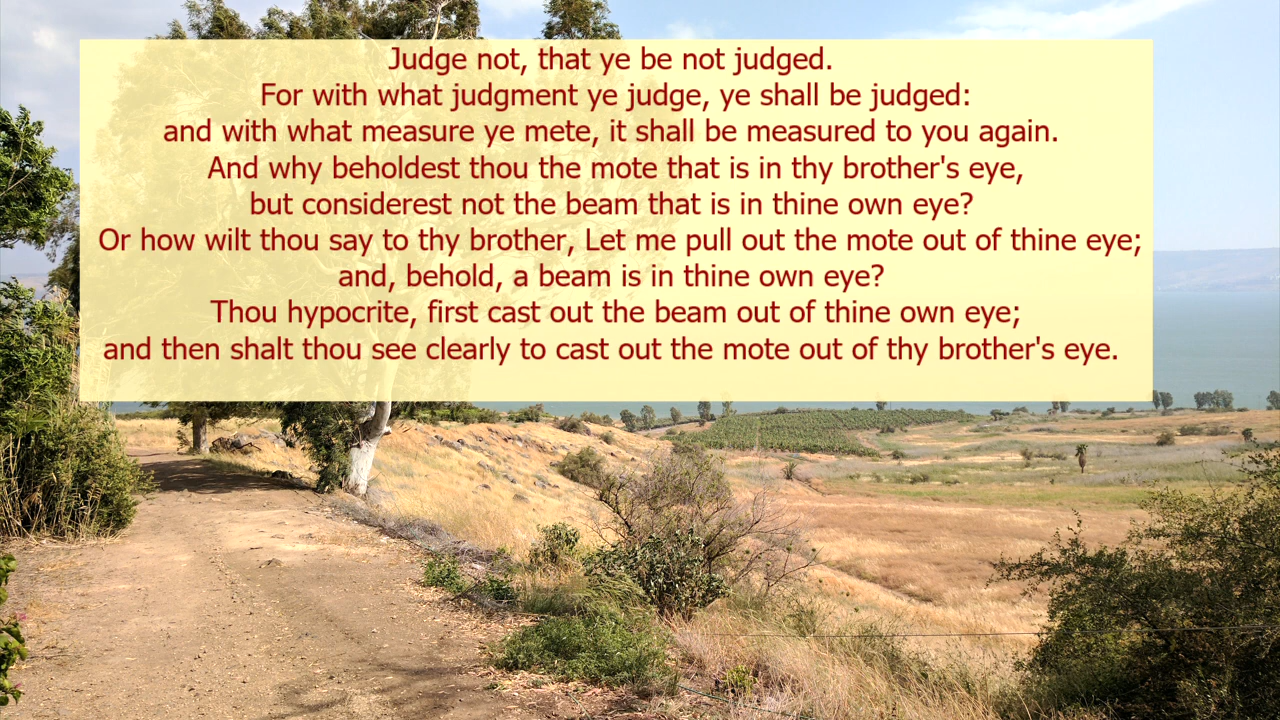 Judge not, that ye be not judged.
For with what judgment ye judge, ye shall be judged:
and with what measure ye mete, it shall be measured to you again.
And why beholdest thou the mote that is in thy brother's eye,
but considerest not the beam that is in thine own eye?
Or how wilt thou say to thy brother, Let me pull out the mote out of thine eye;
and, behold, a beam is in thine own eye?
Thou hypocrite, first cast out the beam out of thine own eye;
and then shalt thou see clearly to cast out the mote out of thy brother's eye.